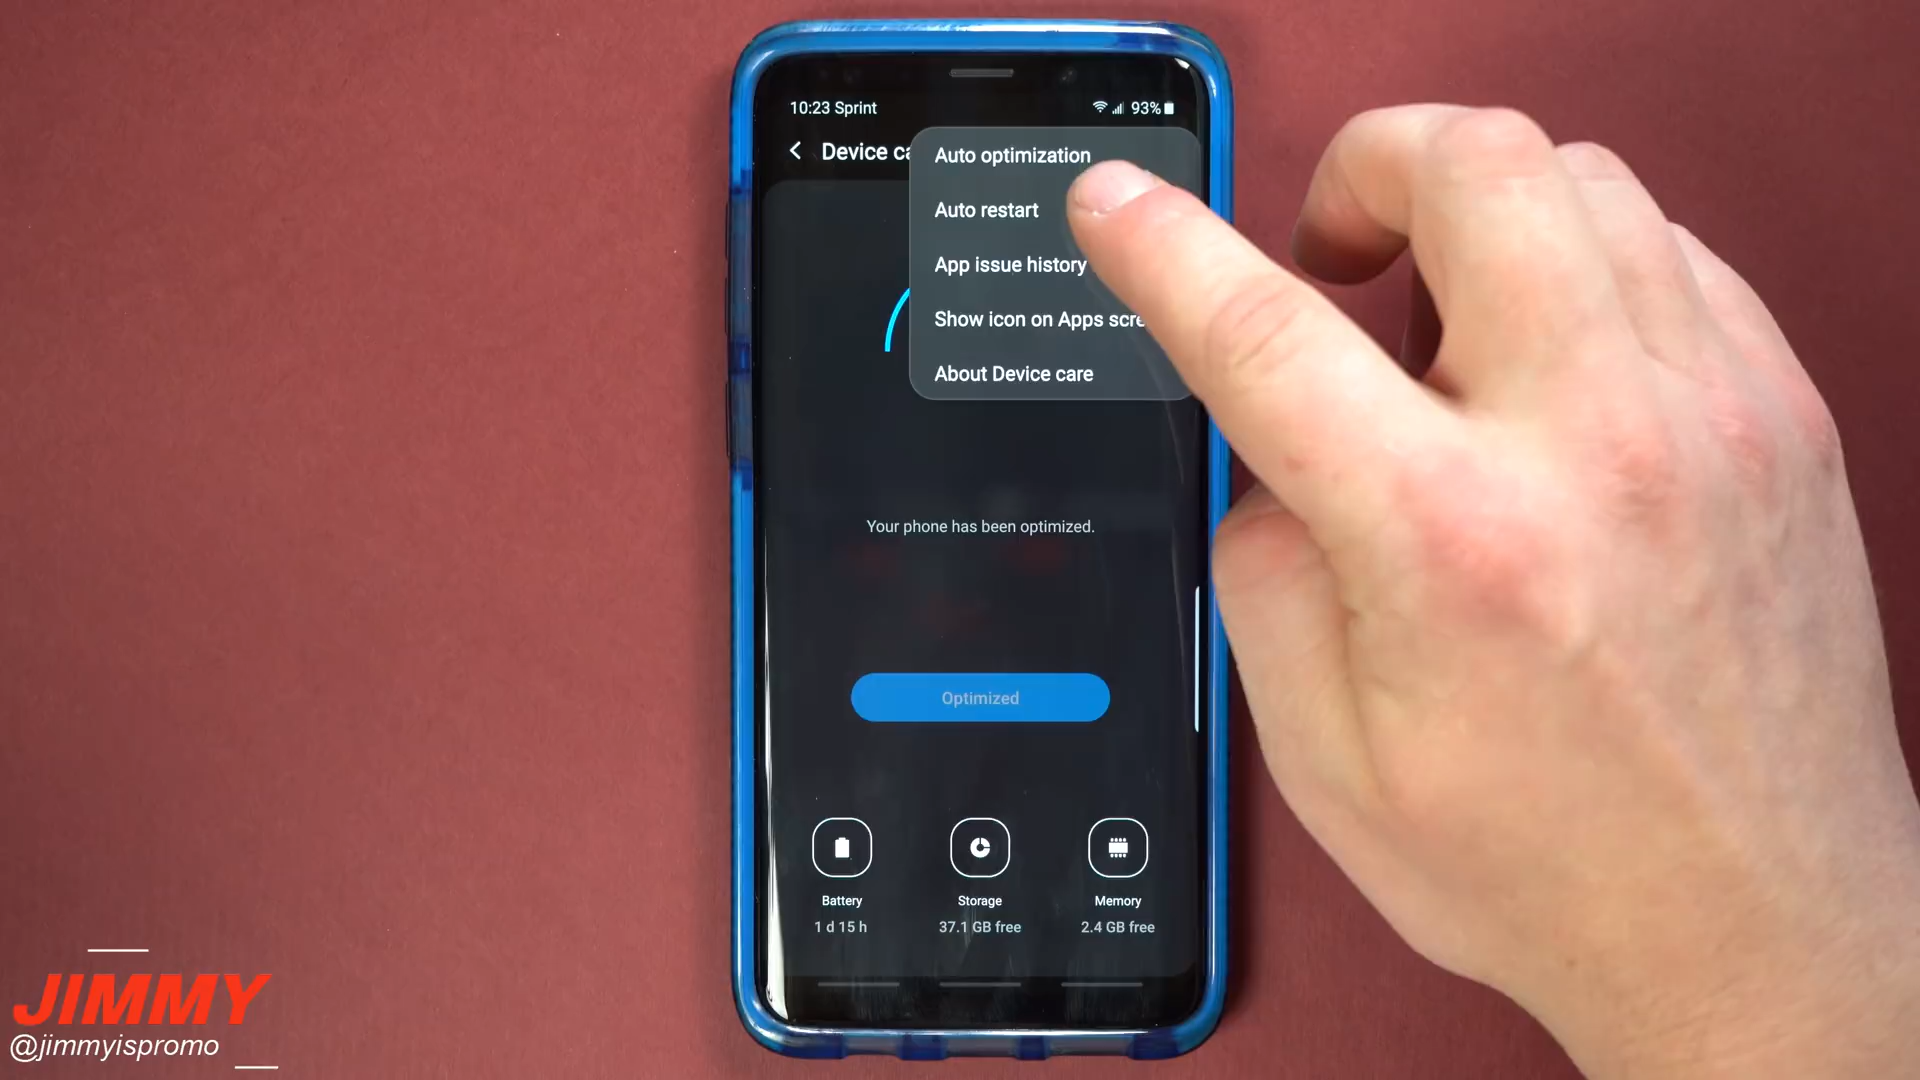 10:23 Sprint
93%
Device ca
Auto optimization
Auto restart
App issue history
Show icon on Apps scre
About Device care
Your phone has been optimized.
Optimized
Battery
Storage
Memory
1 d 15 h
37.1 GB free
2.4 GB free
JIMMY
@jimmyispromo